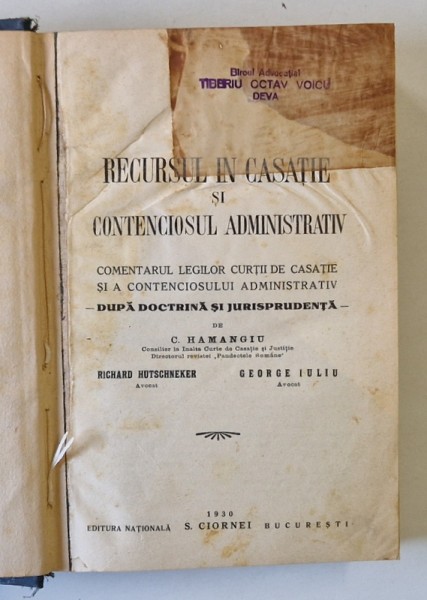 Biroul Advocațial
TIBERIU OCTAV VOICU
DEVA
RECURSUL IN CASAȚIE
ȘI
CONTENCIOSUL ADMINISTRATIV
COMENTARUL LEGILOR CURȚII DE CASAȚIE
ȘI A CONTENCIOSULUI ADMINISTRATIV
— DUPĂ DOCTRINĂ ȘI JURISPRUDENȚĂ —
DE
C. HAMANGIU
Consilier în Inalta Curte de Casație și Justiție
Directorul revistei „Pandectele Române"
RICHARD HUTSCHNEKER GEORGE IULIU
Avocat Avocat
1930
EDITURA NAȚIONALĂ S. CIORNEI BUCUREȘTI